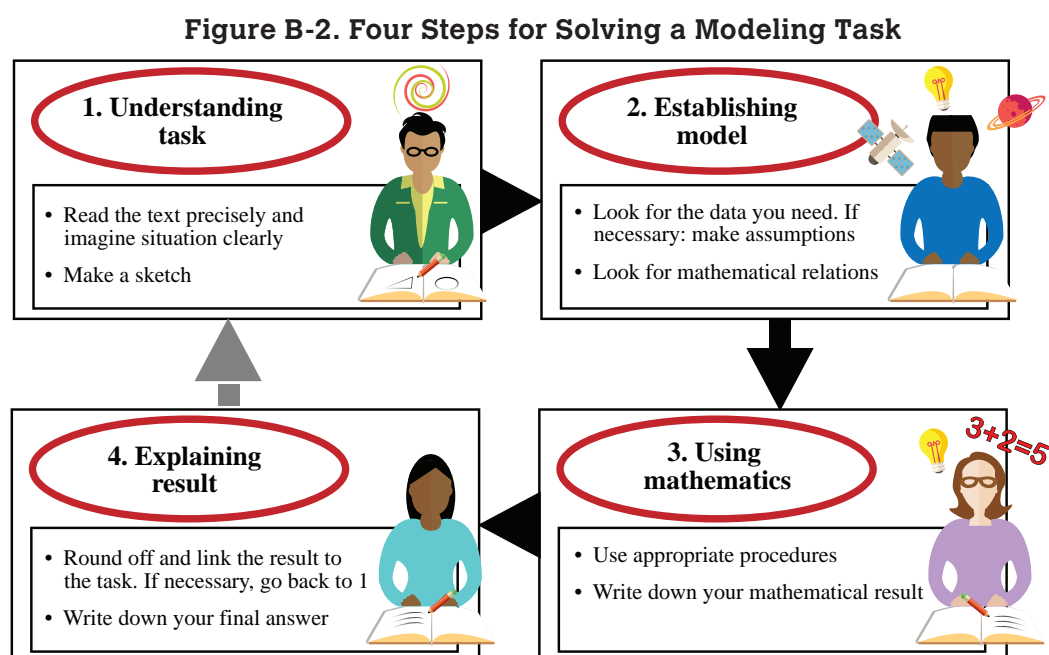 Figure B-2. Four Steps for Solving a Modeling Task
1. Understanding
task
• Read the text precisely and
imagine situation clearly
• Make a sketch
2. Establishing
model
• Look for the data you need. If
necessary: make assumptions
• Look for mathematical relations
3. Using
mathematics
3+2=5
• Use appropriate procedures
• Write down your mathematical result
4. Explaining
result
• Round off and link the result to
the task. If necessary, go back to 1
• Write down your final answer